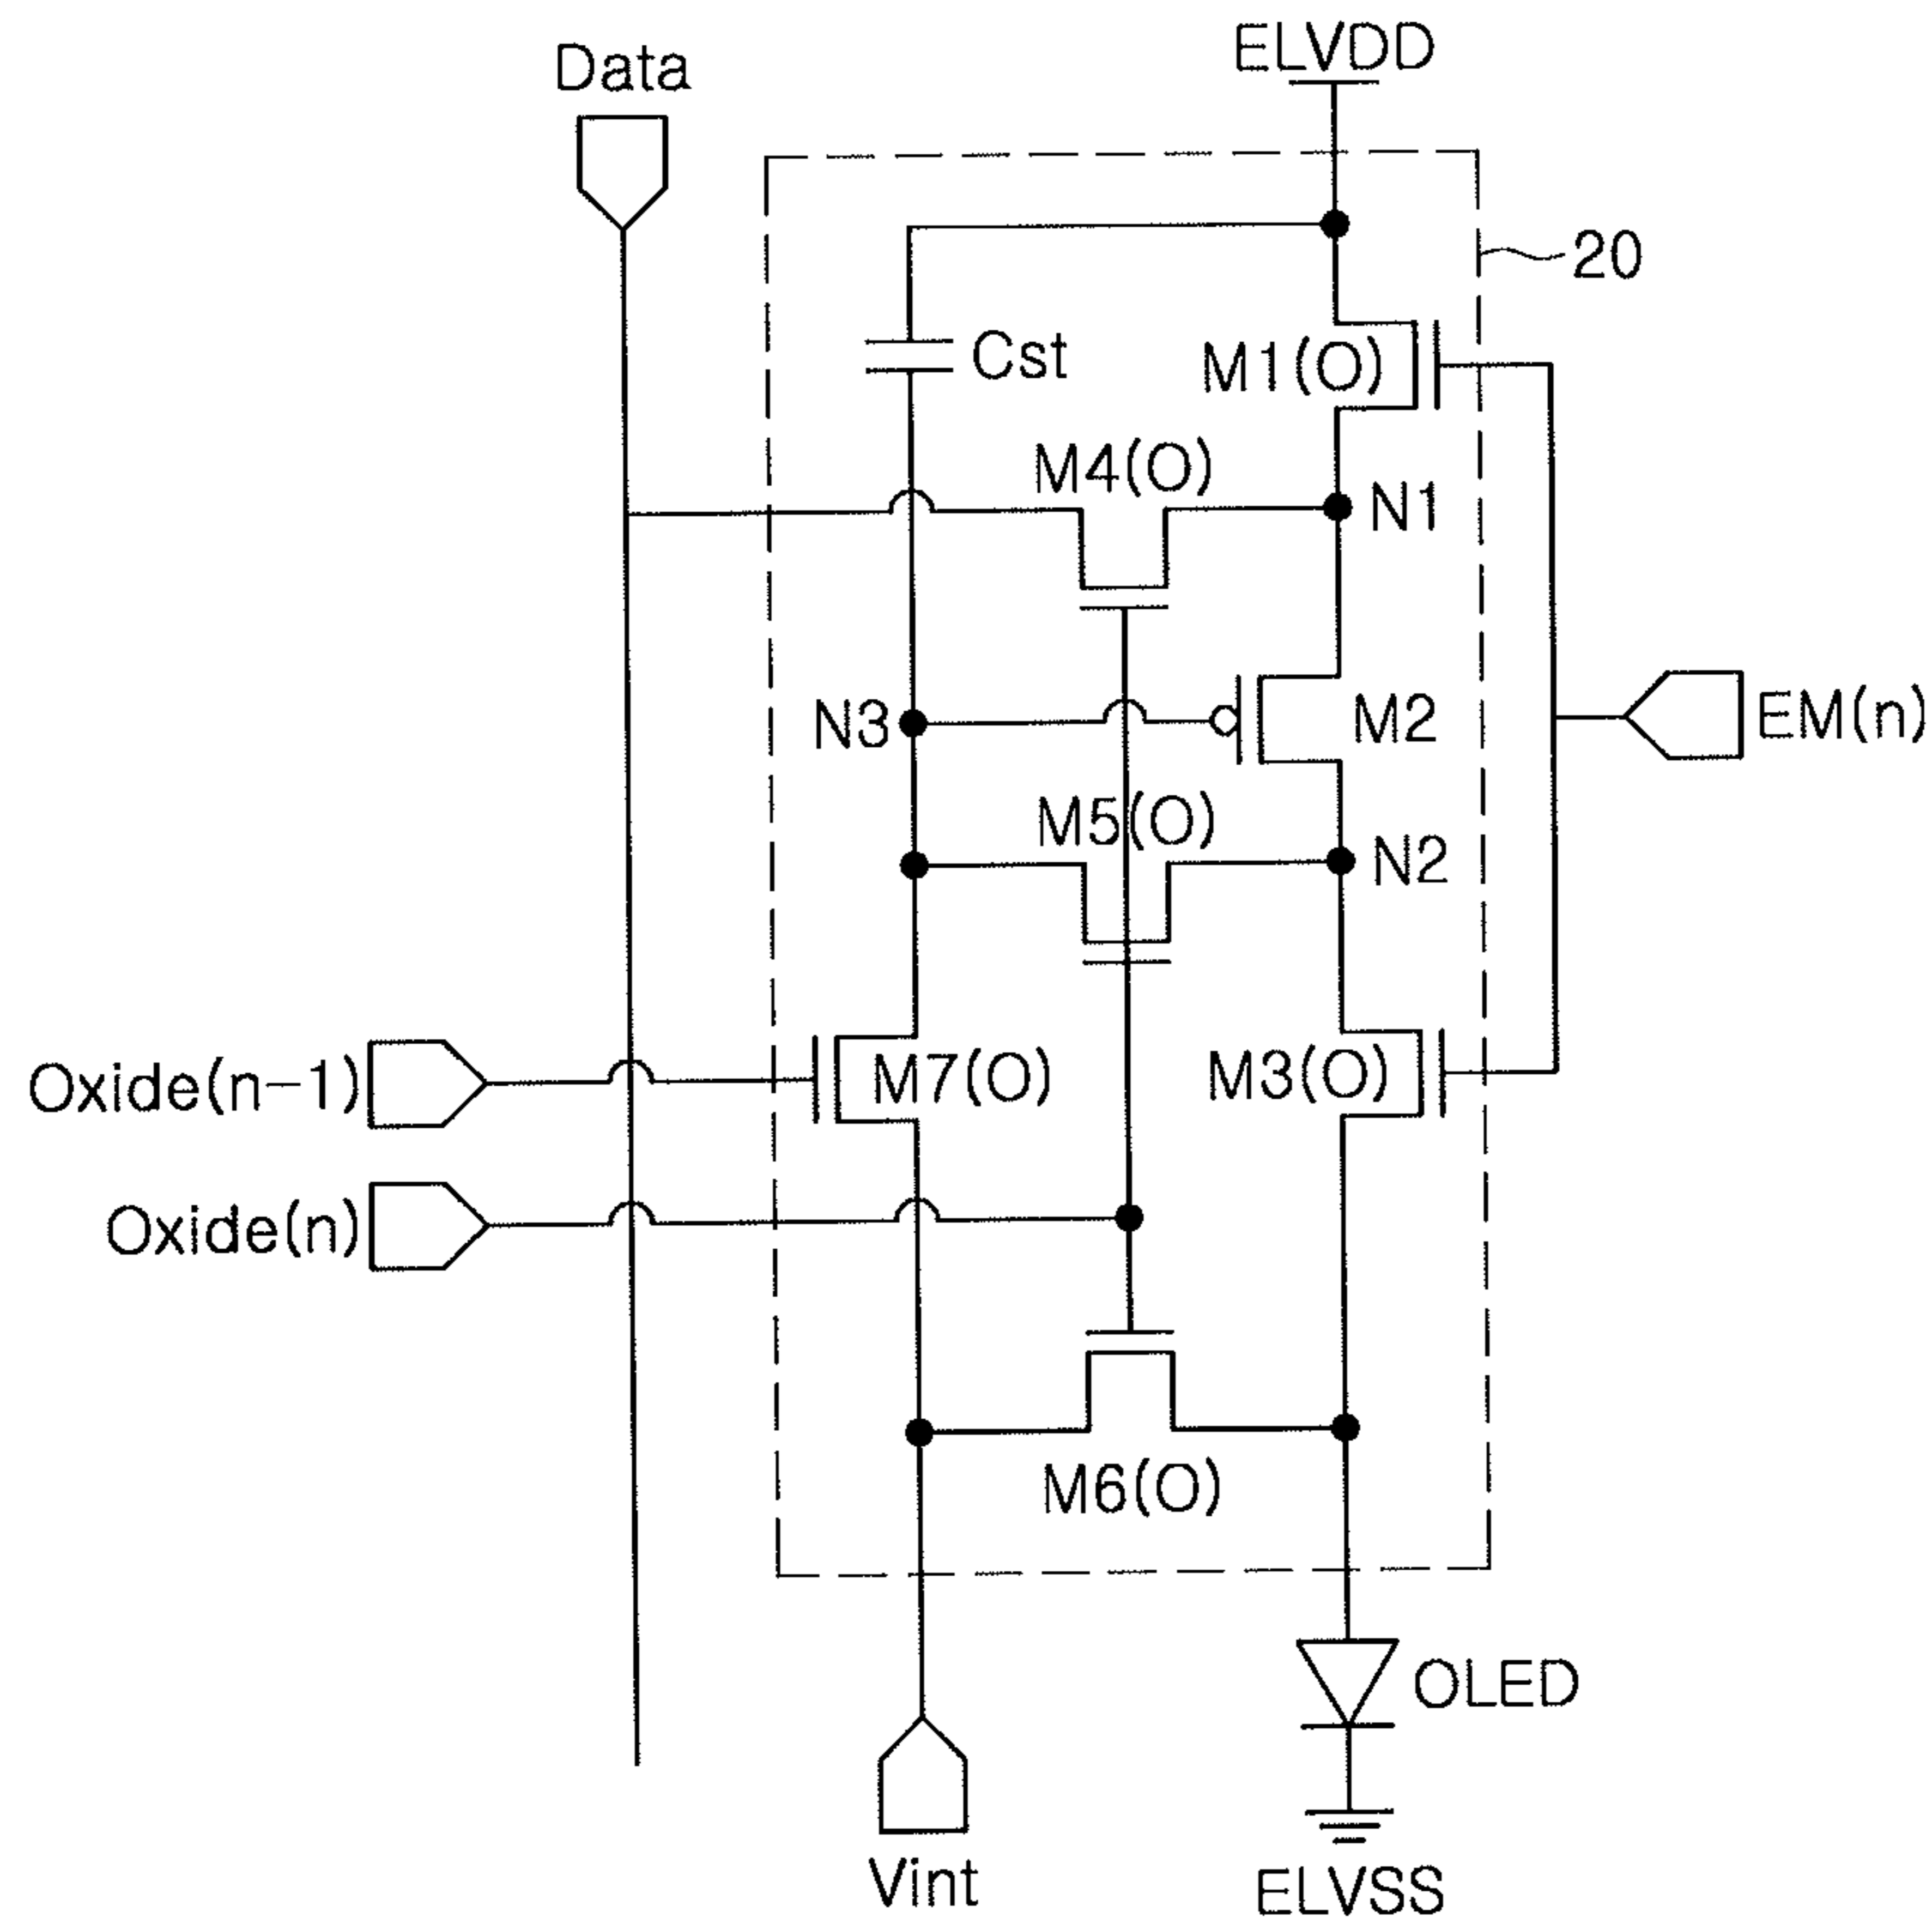 ELVDD
Data
20
Cst
M1(O)
M4(O)
N1
N3
M2
EM(n)
M5(O)
N2
Oxide(n-1)
M7(O)
M3(O)
Oxide(n)
M6(O)
OLED
Vint
ELVSS